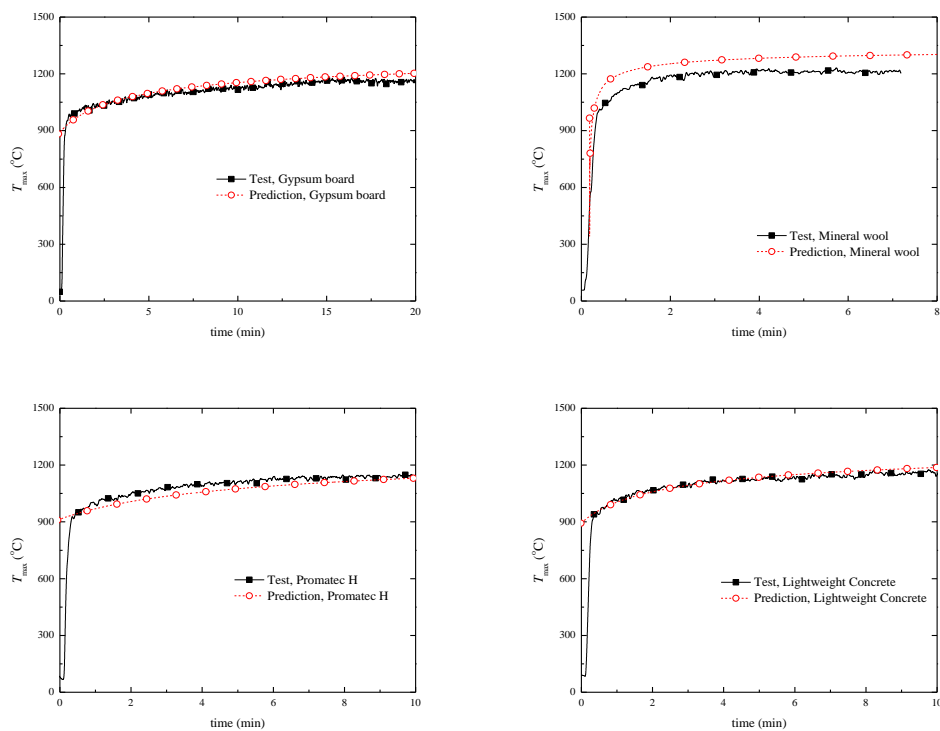 1500
1200
900
600
300
0
T_max (°C)
Test, Gypsum board
Prediction, Gypsum board
0 5 10 15 20
time (min)
1500
1200
900
600
300
0
T_max (°C)
Test, Mineral wool
Prediction, Mineral wool
0 2 4 6 8
time (min)
1500
1200
900
600
300
0
T_max (°C)
Test, Promatec H
Prediction, Promatec H
0 2 4 6 8 10
time (min)
1500
1200
900
600
300
0
T_max (°C)
Test, Lightweight Concrete
Prediction, Lightweight Concrete
0 2 4 6 8 10
time (min)